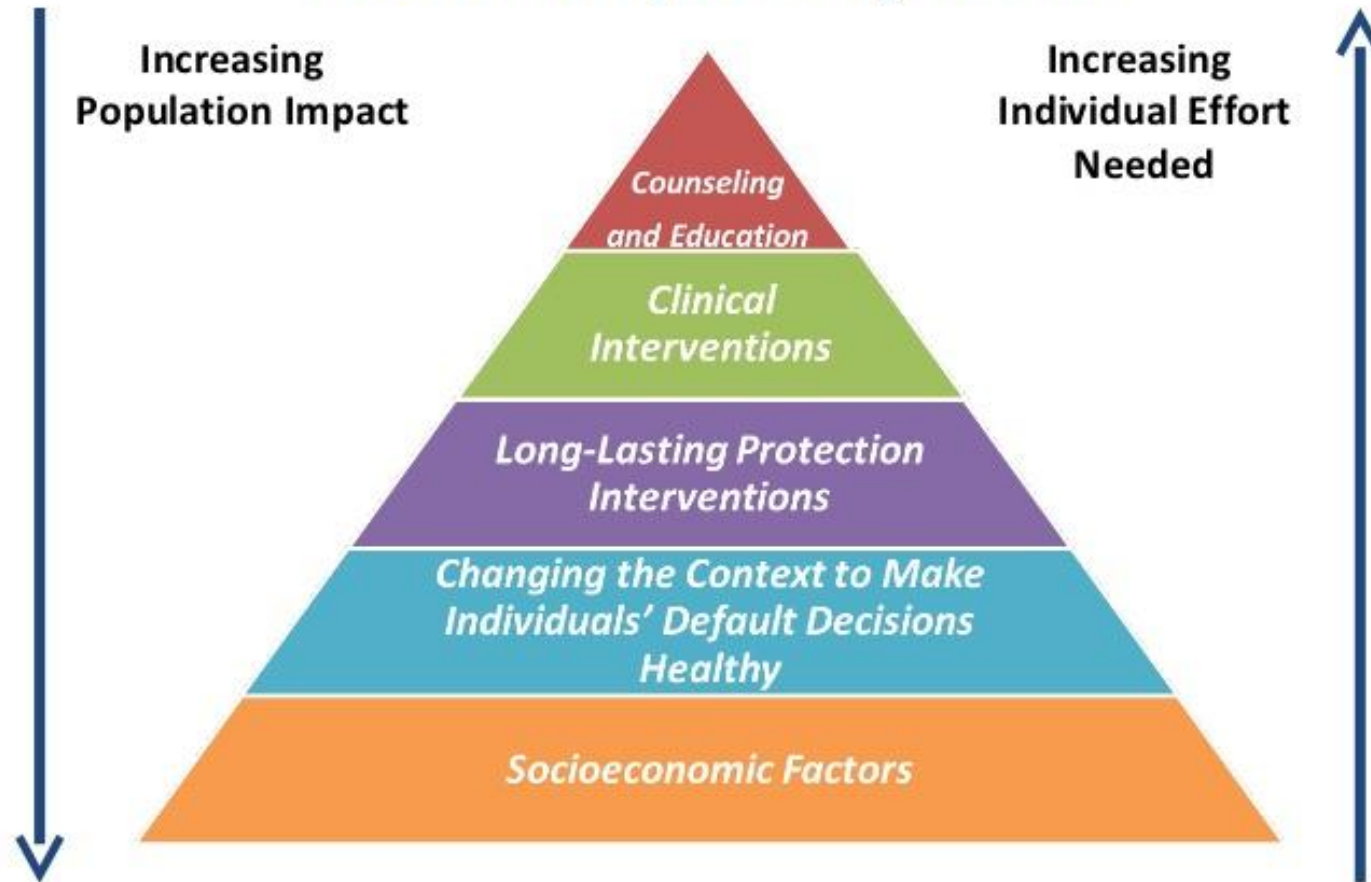 Increasing
Population Impact
Increasing
Individual Effort
Needed
Counseling
and Education
Clinical
Interventions
Long-Lasting Protection
Interventions
Changing the Context to Make
Individuals’ Default Decisions
Healthy
Socioeconomic Factors